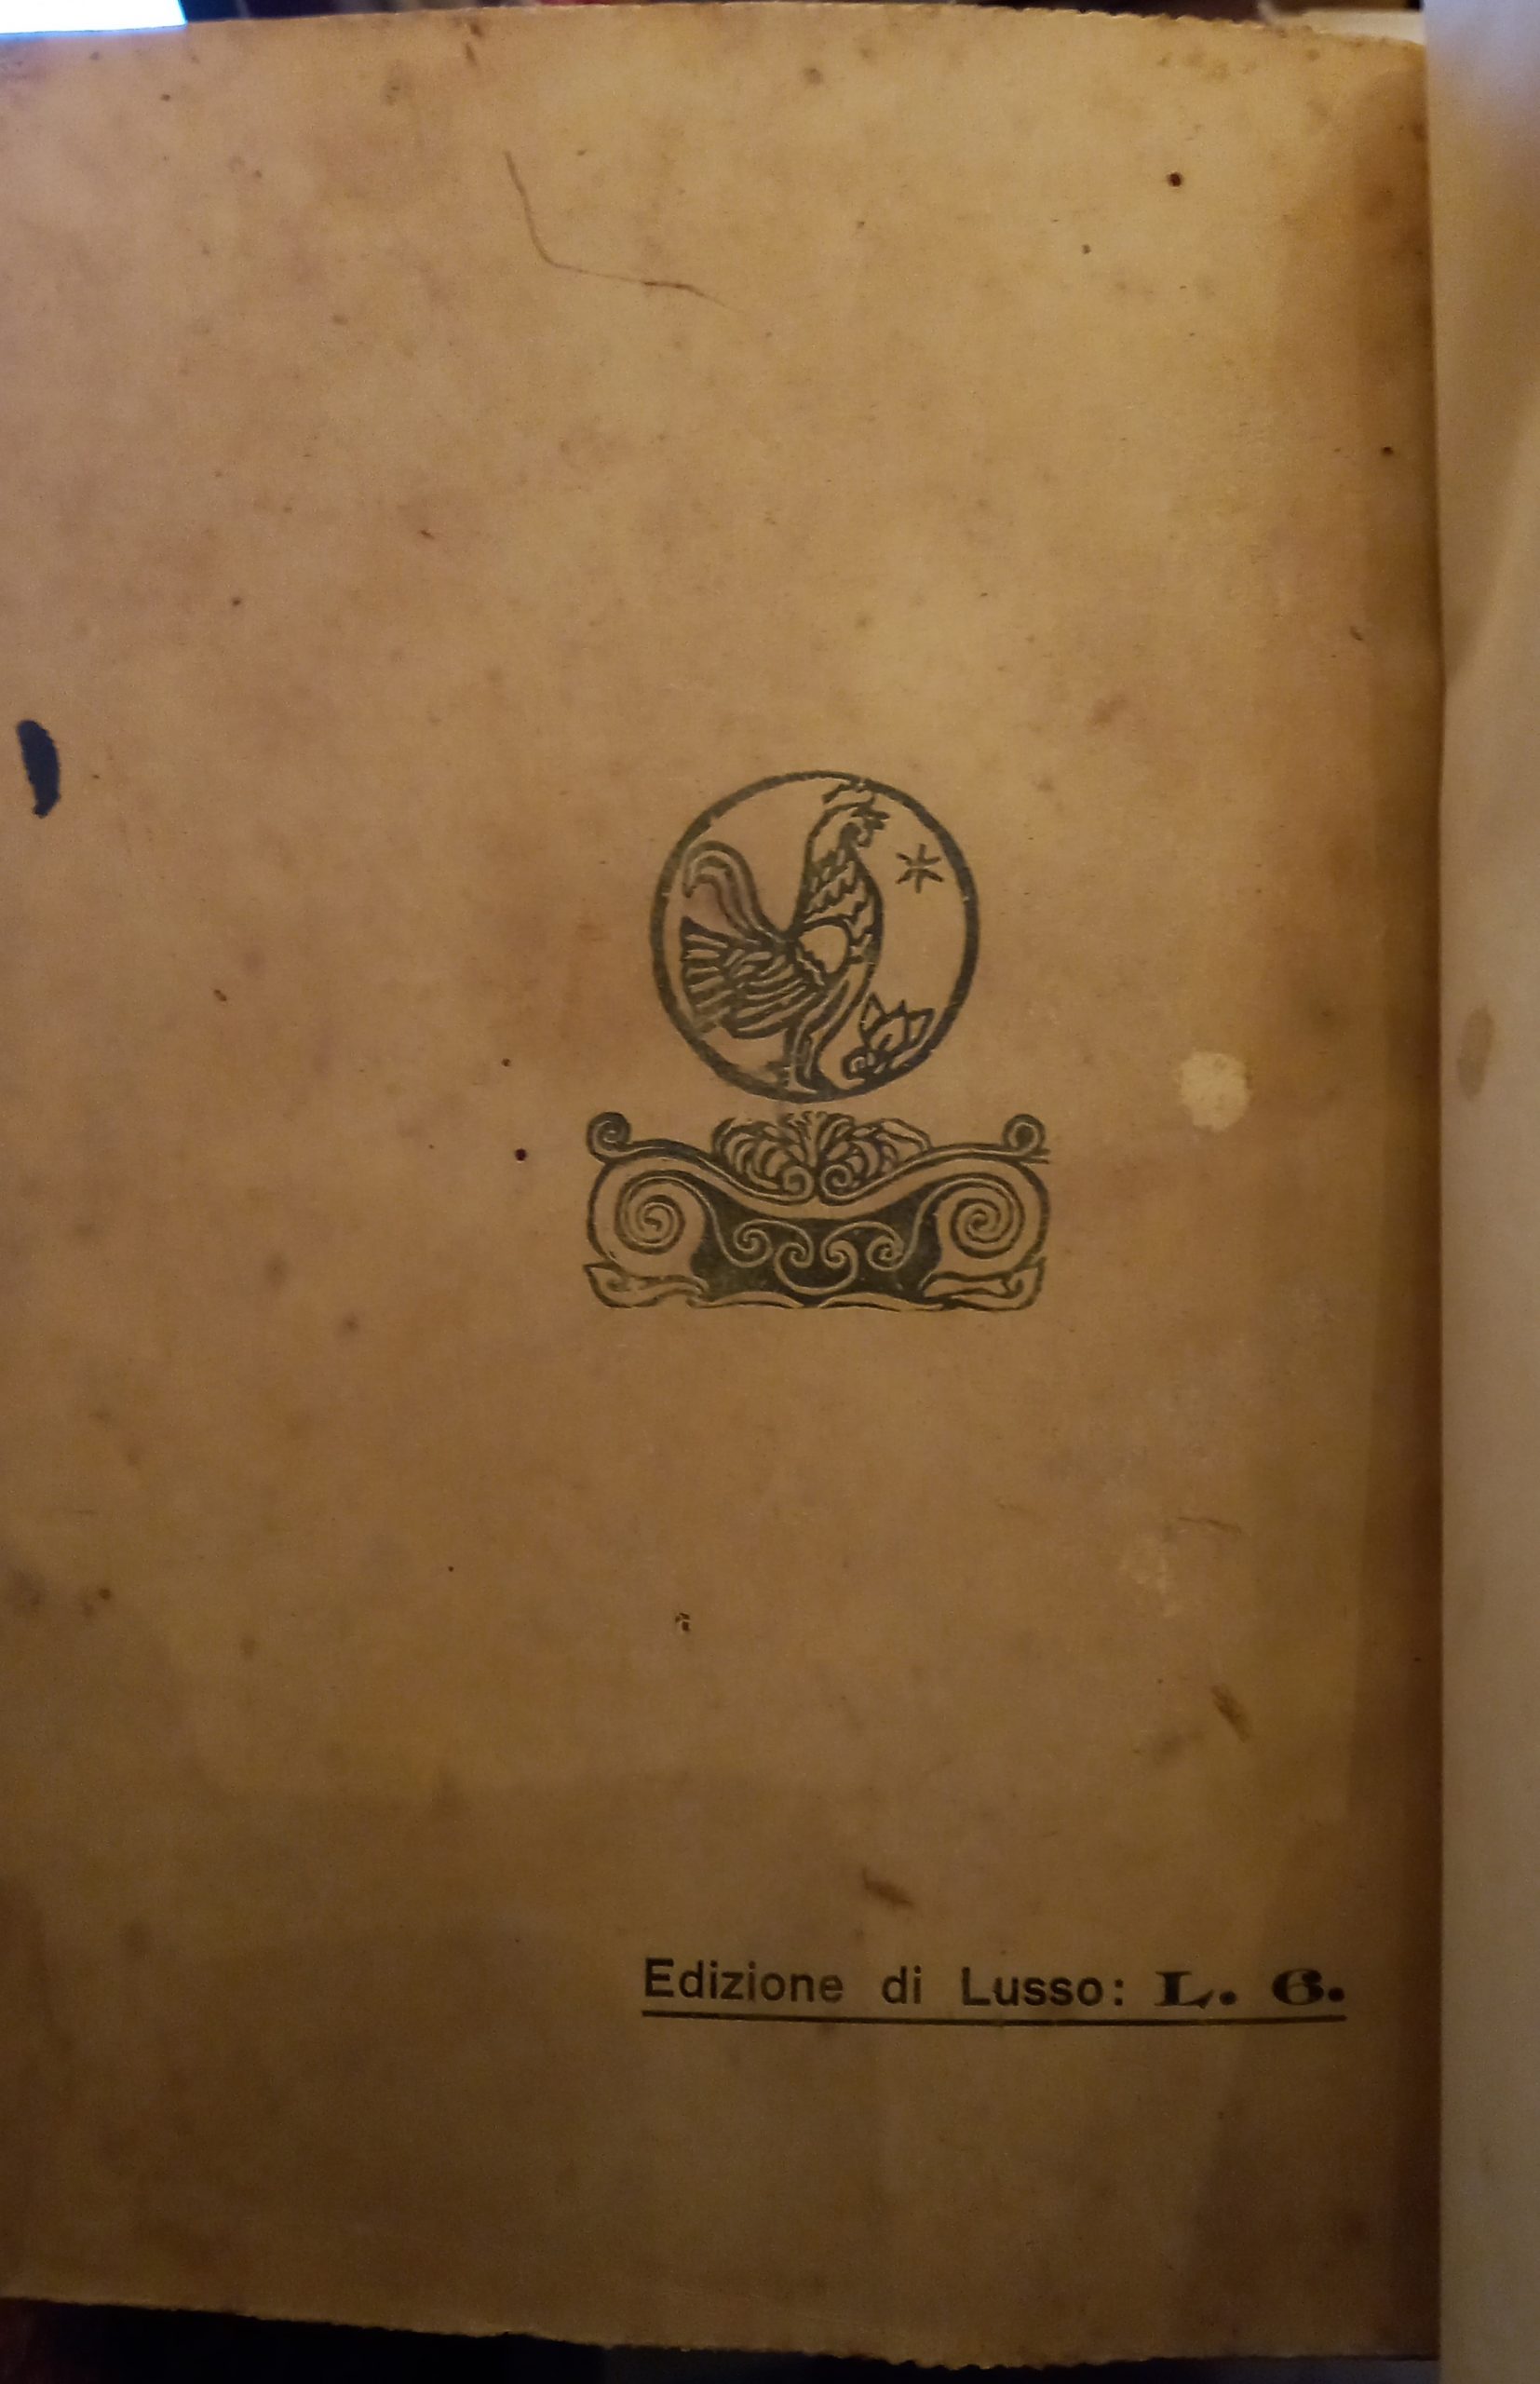 Edizione di Lusso: L. 6.